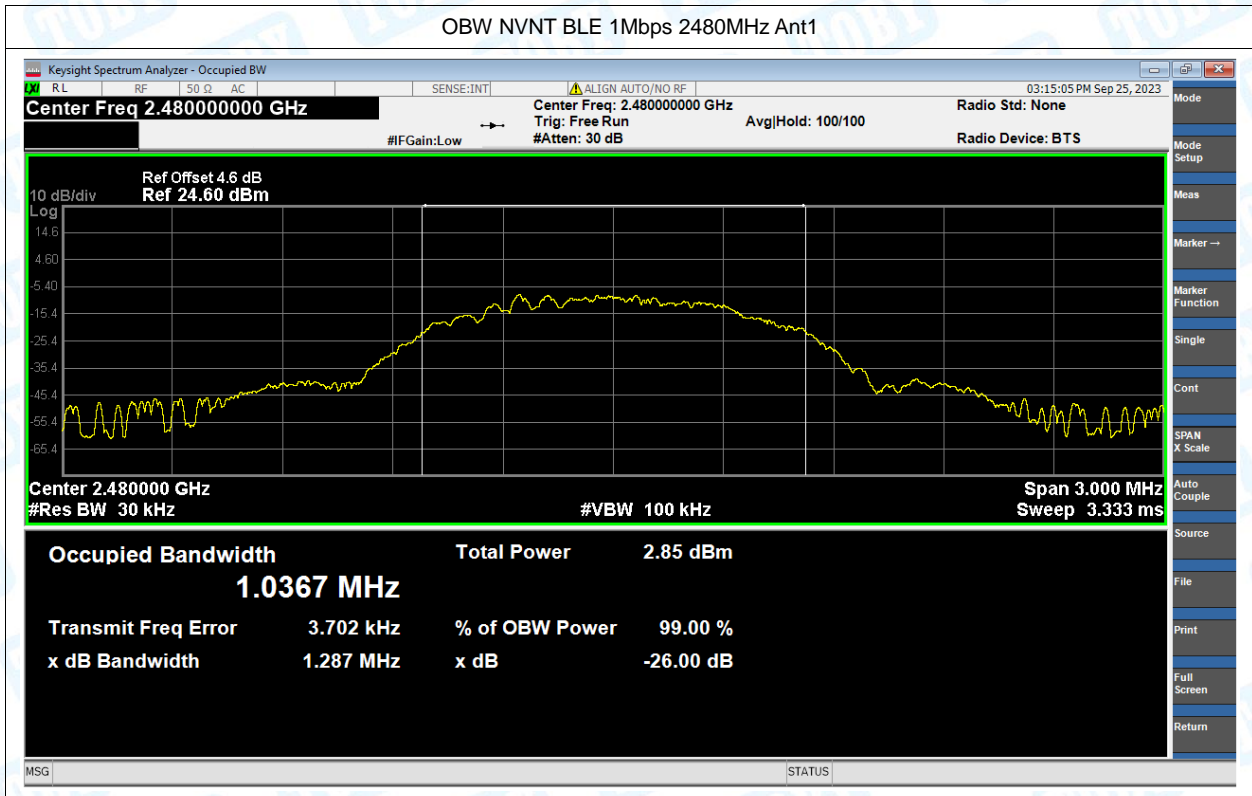 OBW NVNT BLE 1Mbps 2480MHz Ant1
Keysight Spectrum Analyzer - Occupied BW
LXI RL RF 50 Ω AC SENSE:INT ALIGN AUTO/NO RF 03:15:05 PM Sep 25, 2023
Center Freq 2.480000000 GHz
Center Freq: 2.480000000 GHz Radio Std: None
Trig: Free Run Avg|Hold: 100/100
#IFGain:Low #Atten: 30 dB Radio Device: BTS
Ref Offset 4.6 dB
10 dB/div Ref 24.60 dBm
Log
14.6
4.60
-5.40
-15.4
-25.4
-35.4
-45.4
-55.4
-65.4
Center 2.480000 GHz Span 3.000 MHz
#Res BW 30 kHz #VBW 100 kHz Sweep 3.333 ms
Occupied Bandwidth Total Power 2.85 dBm
1.0367 MHz
Transmit Freq Error 3.702 kHz % of OBW Power 99.00 %
x dB Bandwidth 1.287 MHz x dB -26.00 dB
MSG STATUS
Mode
Mode
Setup
Meas
Marker→
Marker
Function
Single
Cont
SPAN
X Scale
Auto
Couple
Source
File
Print
Full
Screen
Return
TOBY